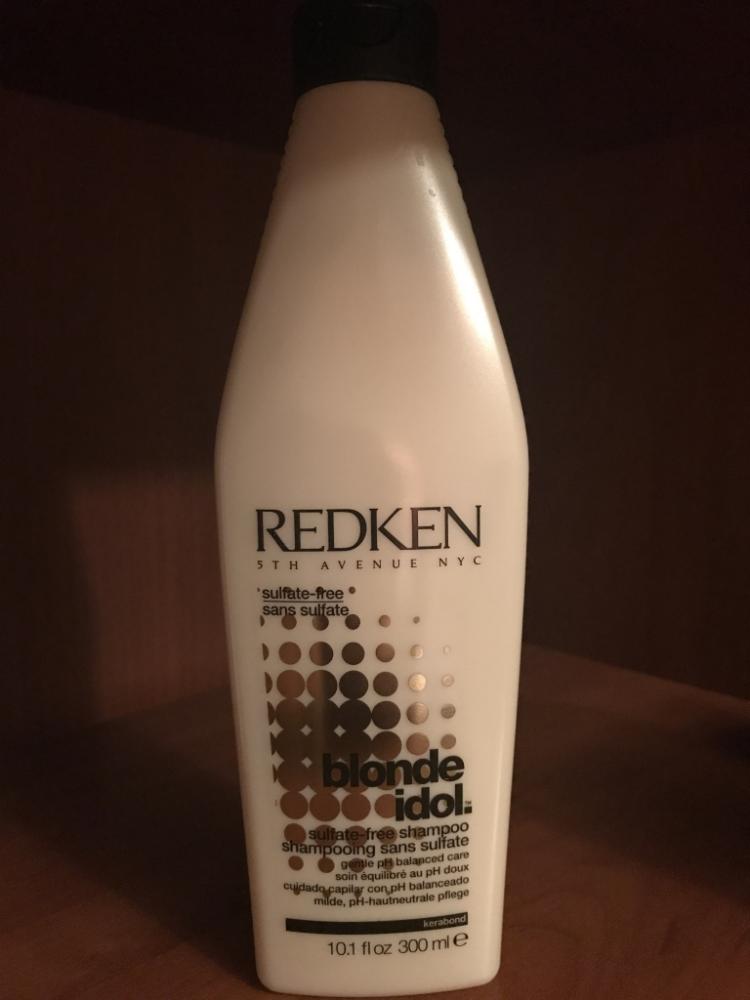 REDKEN
5TH AVENUE NYC
sulfate-free
sans sulfate
blonde
idol.™
sulfate-free shampoo
shampooing sans sulfate
gentle pH balanced care
soin équilibré au pH doux
cuidado capilar con pH balanceado
milde, pH-hautneutrale pflege
kerabond
10.1 fl oz 300 ml e